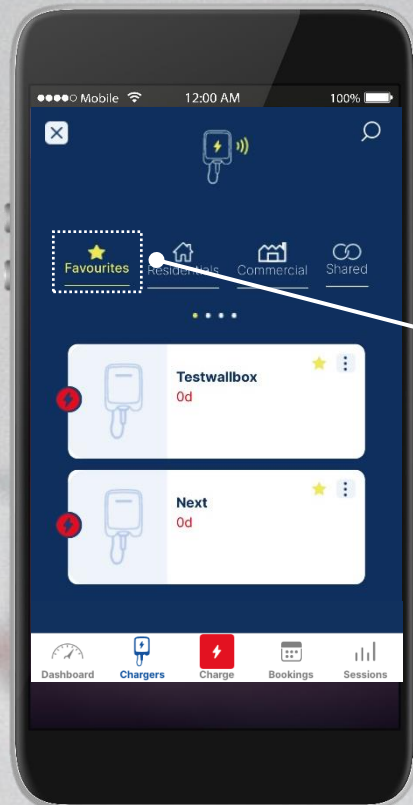 Mobile 12:00 AM 100%
Favourites Residentials Commercial Shared
Testwallbox
0d
Next
0d
Dashboard Chargers Charge Bookings Sessions